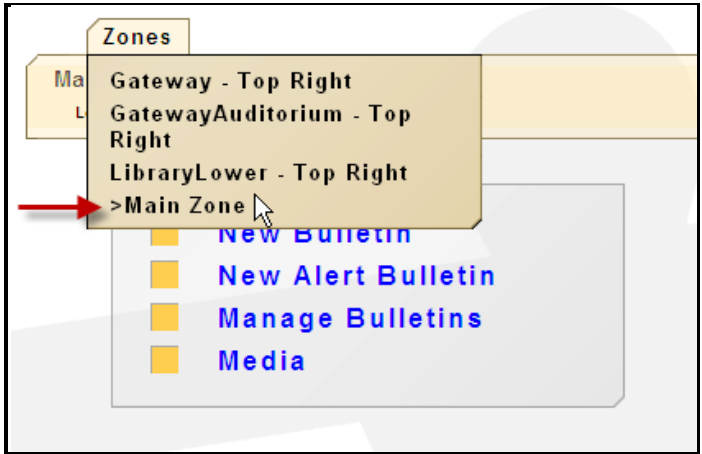 Zones
Ma
Gateway - Top Right
GatewayAuditorium - Top
Right
LibraryLower - Top Right
>Main Zone
New Bulletin
New Alert Bulletin
Manage Bulletins
Media